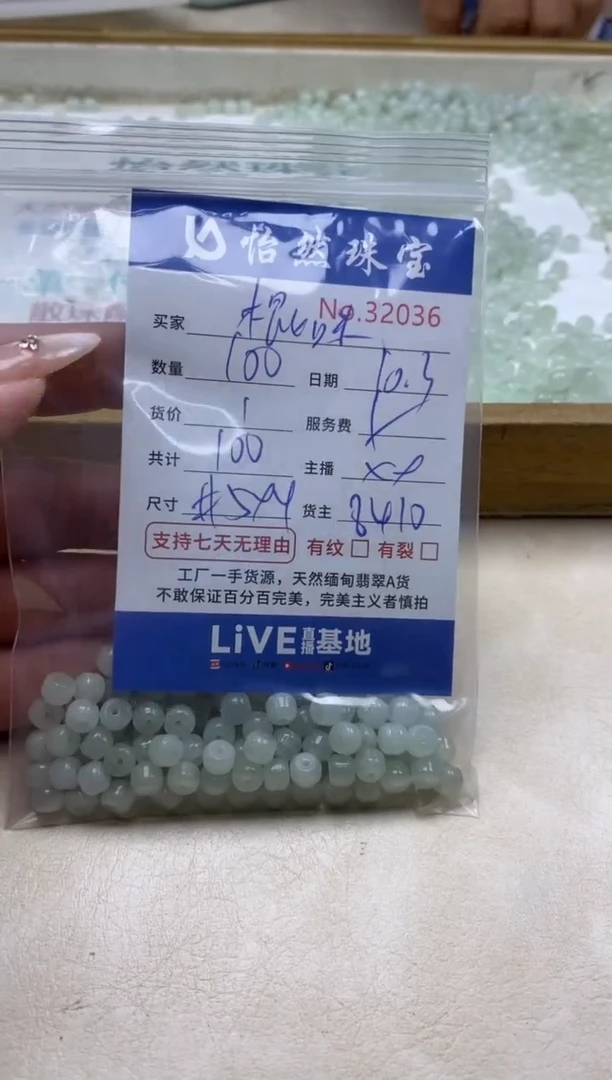 怡然珠宝
No.32036
买家
数量 100 日期 10.3
货价 1 服务费
共计 100 主播 xp
尺寸 货主 8410
支持七天无理由 有纹 □ 有裂 □
工厂一手货源，天然缅甸翡翠A货
不敢保证百分百完美，完美主义者慎拍
LiVE直播基地